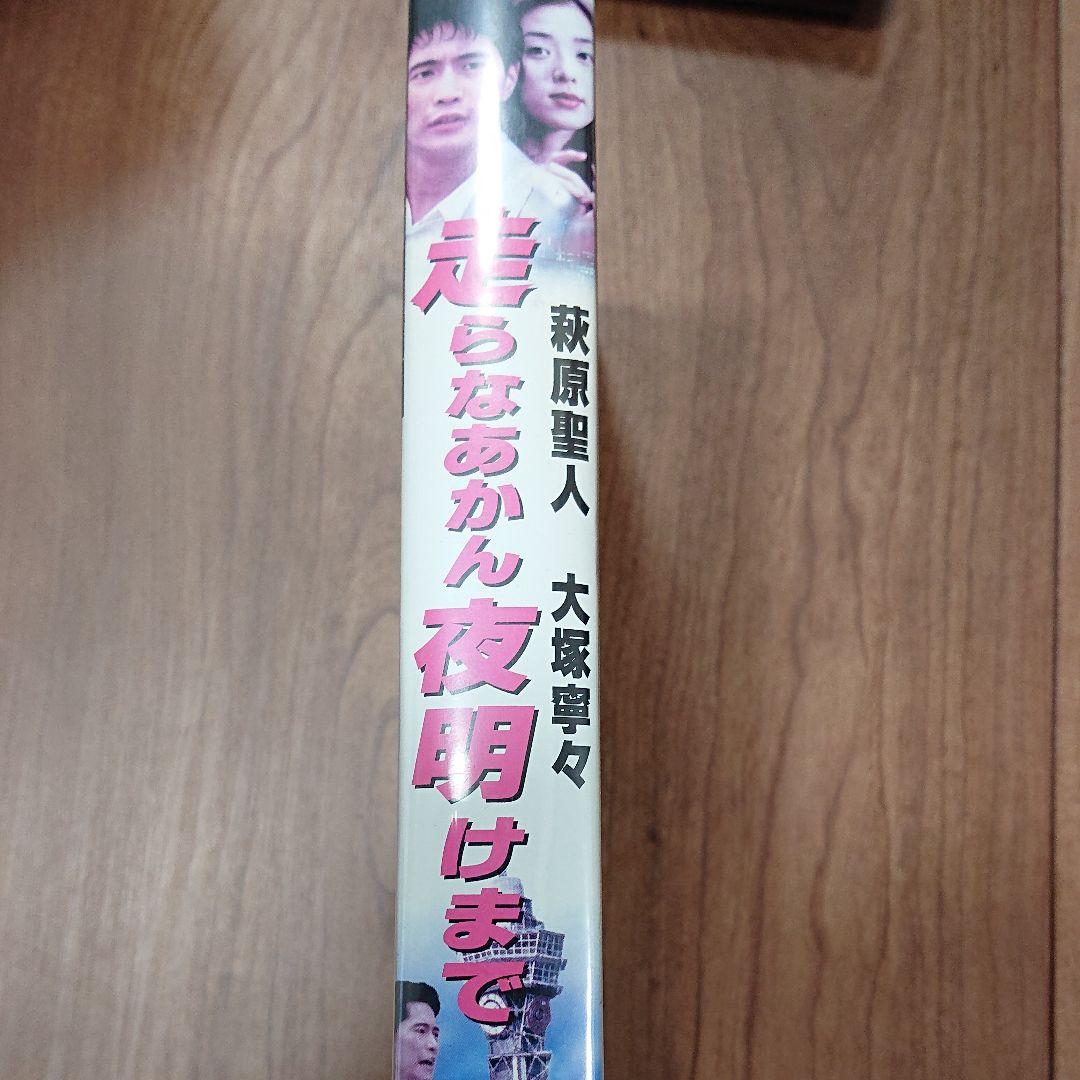 走らなあかん夜明けまで
萩原聖人 大塚寧々